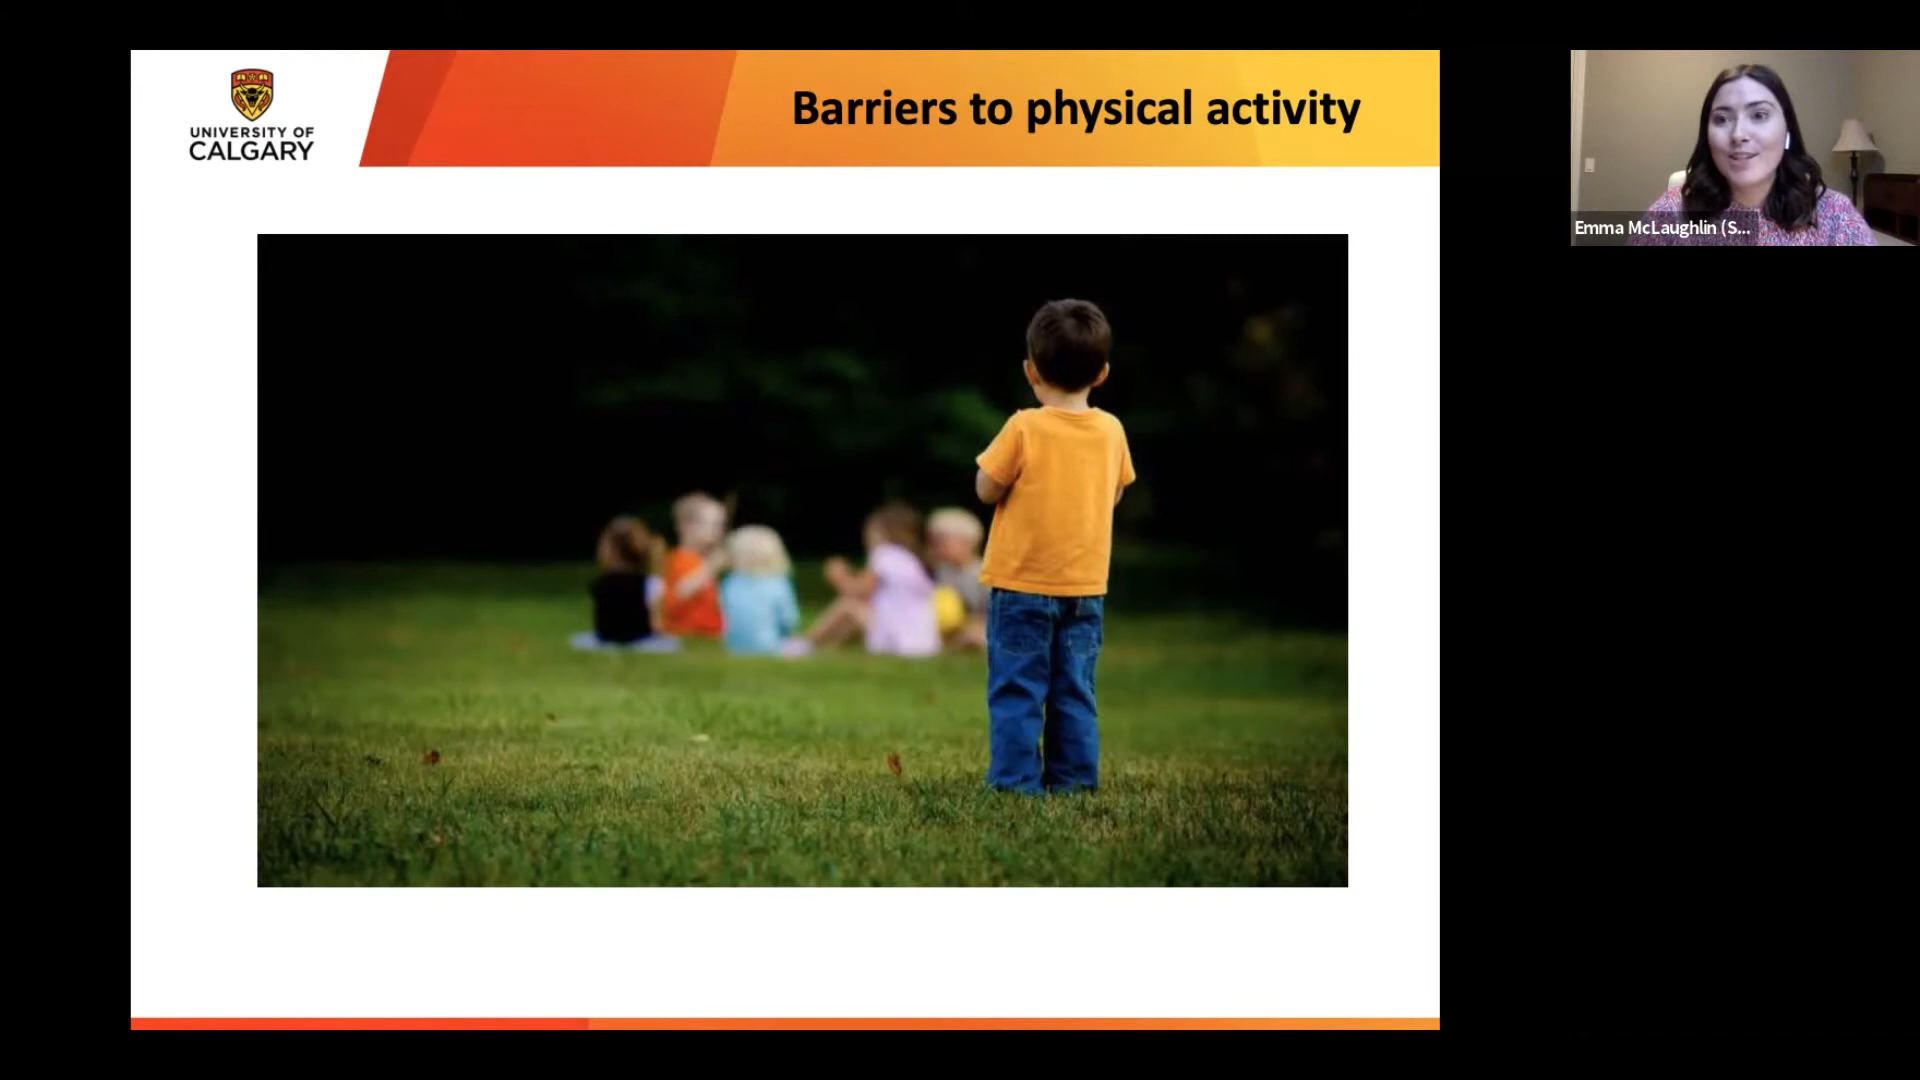 UNIVERSITY OF
CALGARY
Barriers to physical activity
Emma McLaughlin (S...